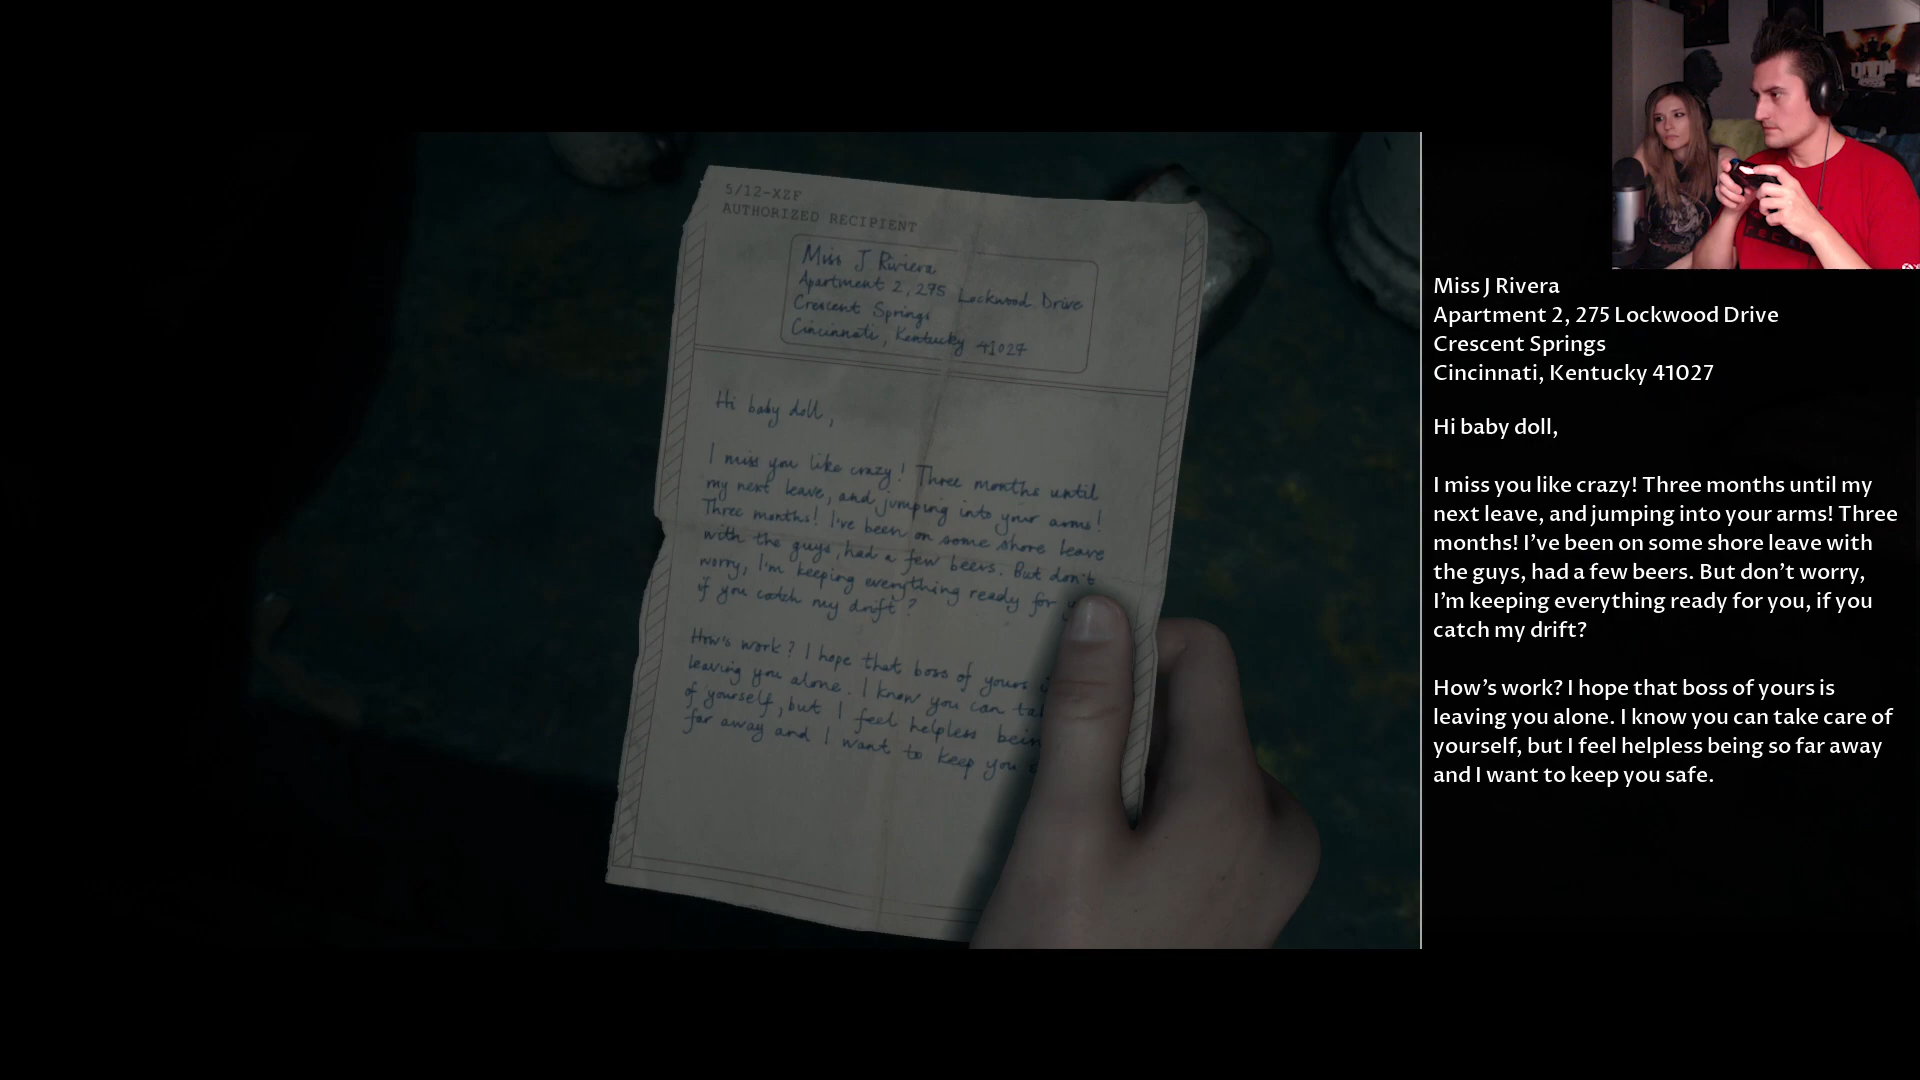 5/12-XZF
AUTHORIZED RECIPIENT
Miss J Riviera
Apartment 2, 275 Lockwood Drive
Crescent Springs
Cincinnati, Kentucky 41027
Hi baby doll,
I miss you like crazy! Three months until
my next leave, and jumping into your arms!
Three months! I've been on some shore leave
with the guys, had a few beers. But don't
worry, I'm keeping everything ready for
if you catch my drift?
How's work? I hope that boss of yours
leaving you alone. I know you can
of yourself, but I feel helpless
far away and I want to keep you
Miss J Rivera
Apartment 2, 275 Lockwood Drive
Crescent Springs
Cincinnati, Kentucky 41027
Hi baby doll,
I miss you like crazy! Three months until my
next leave, and jumping into your arms! Three
months! I've been on some shore leave with
the guys, had a few beers. But don't worry,
I'm keeping everything ready for you, if you
catch my drift?
How's work? I hope that boss of yours is
leaving you alone. I know you can take care of
yourself, but I feel helpless being so far away
and I want to keep you safe.